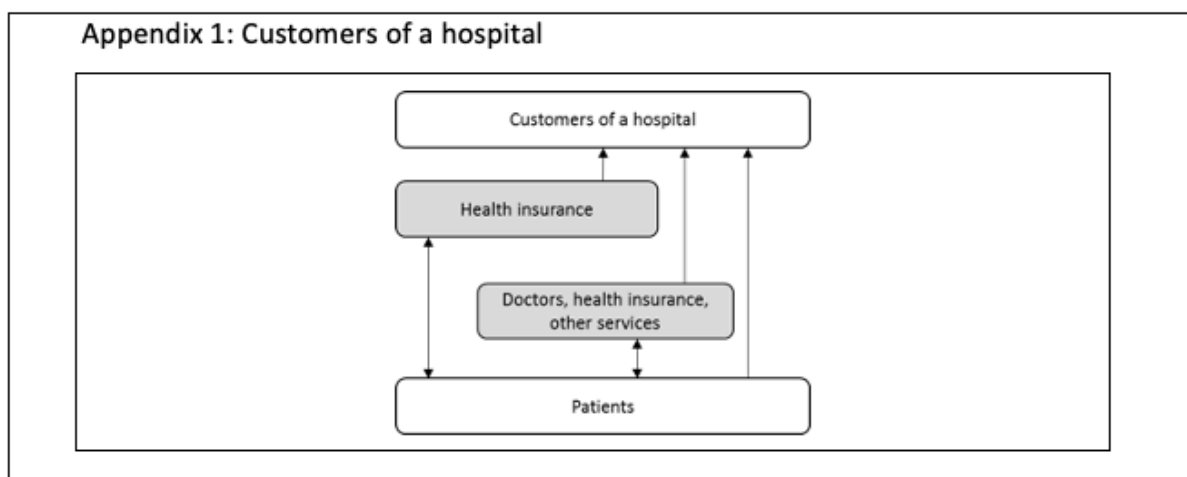 Appendix 1: Customers of a hospital
Customers of a hospital
Health insurance
Doctors, health insurance,
other services
Patients